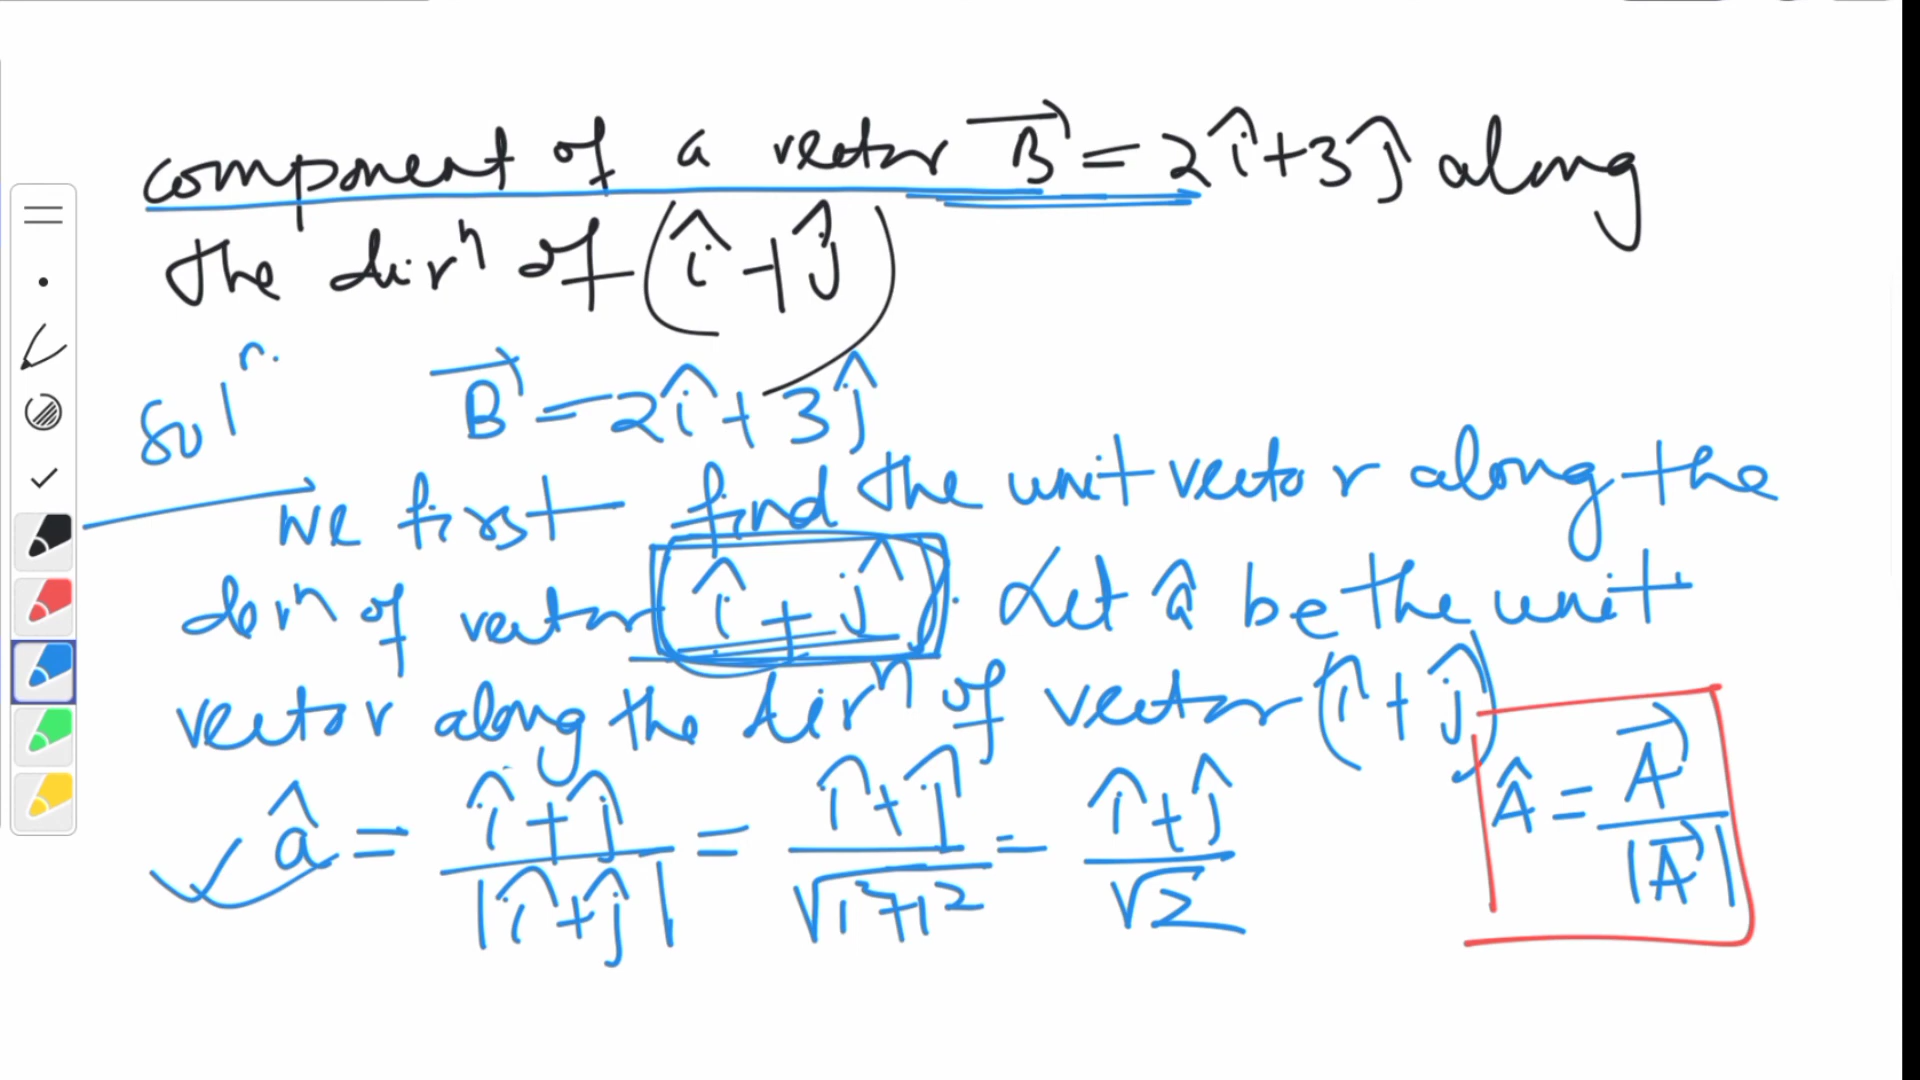 component of a vector B⃗ = 2î+3ĵ along
the dirⁿ of (î+ĵ)
Solⁿ. B⃗ = 2î+3ĵ
We first find the unit vector along the
dirⁿ of vector (î+ĵ). Let â be the unit
vector along the dirⁿ of vector (î+ĵ)
â = (î+ĵ)/|î+ĵ| = (î+ĵ)/√(1²+1²) = (î+ĵ)/√2
Â = A⃗/|A⃗|